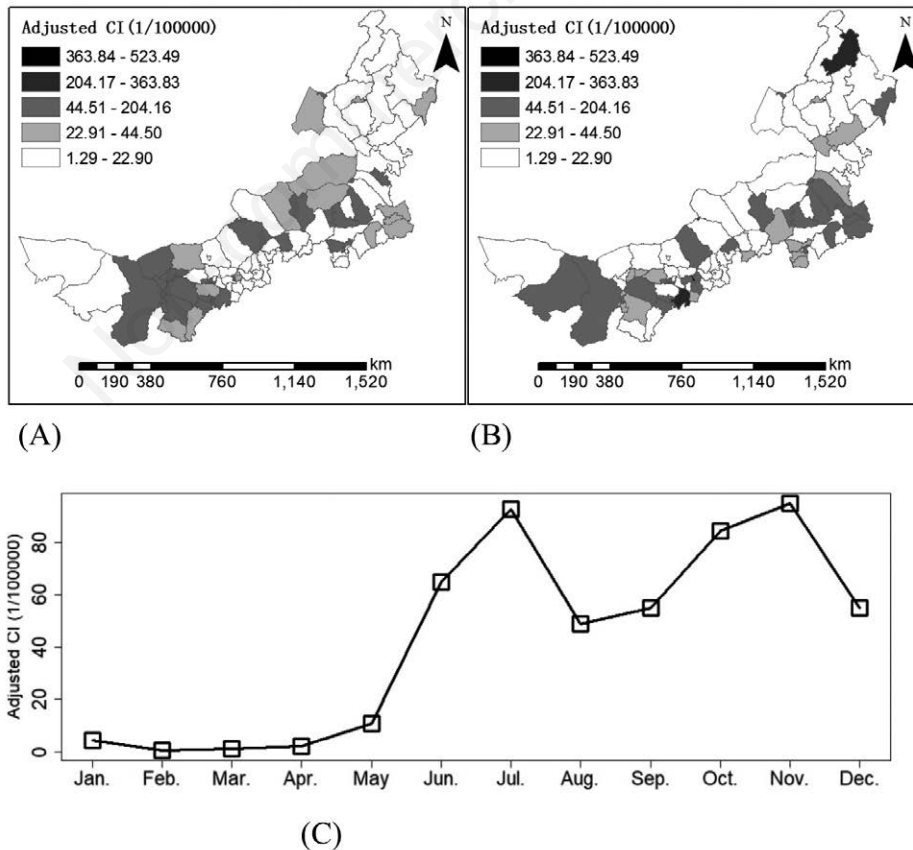 Adjusted CI(1/100000)
363.84 - 523.49
204.17 - 363.83
44.51 - 204.16
22.91 - 44.50
1.29 - 22.90
N
km
0 190 380 760 1,140 1,520
(A)
Adjusted CI(1/100000)
363.84 - 523.49
204.17 - 363.83
44.51 - 204.16
22.91 - 44.50
1.29 - 22.90
N
km
0 190 380 760 1,140 1,520
(B)
Adjusted CI (1/100000)
80
60
40
20
0
Jan. Feb. Mar. Apr. May Jun. Jul. Aug. Sep. Oct. Nov. Dec.
(C)